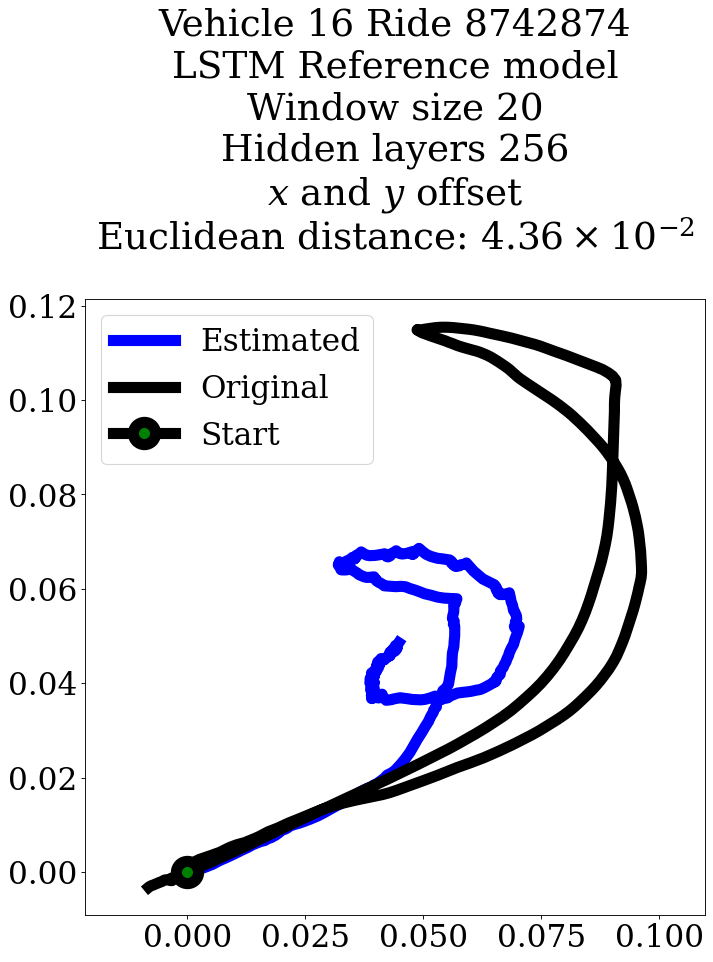 Vehicle 16 Ride 8742874
LSTM Reference model
Window size 20
Hidden layers 256
x and y offset
Euclidean distance: 4.36 × 10⁻²
Estimated
Original
Start
0.12
0.10
0.08
0.06
0.04
0.02
0.00
0.000 0.025 0.050 0.075 0.100